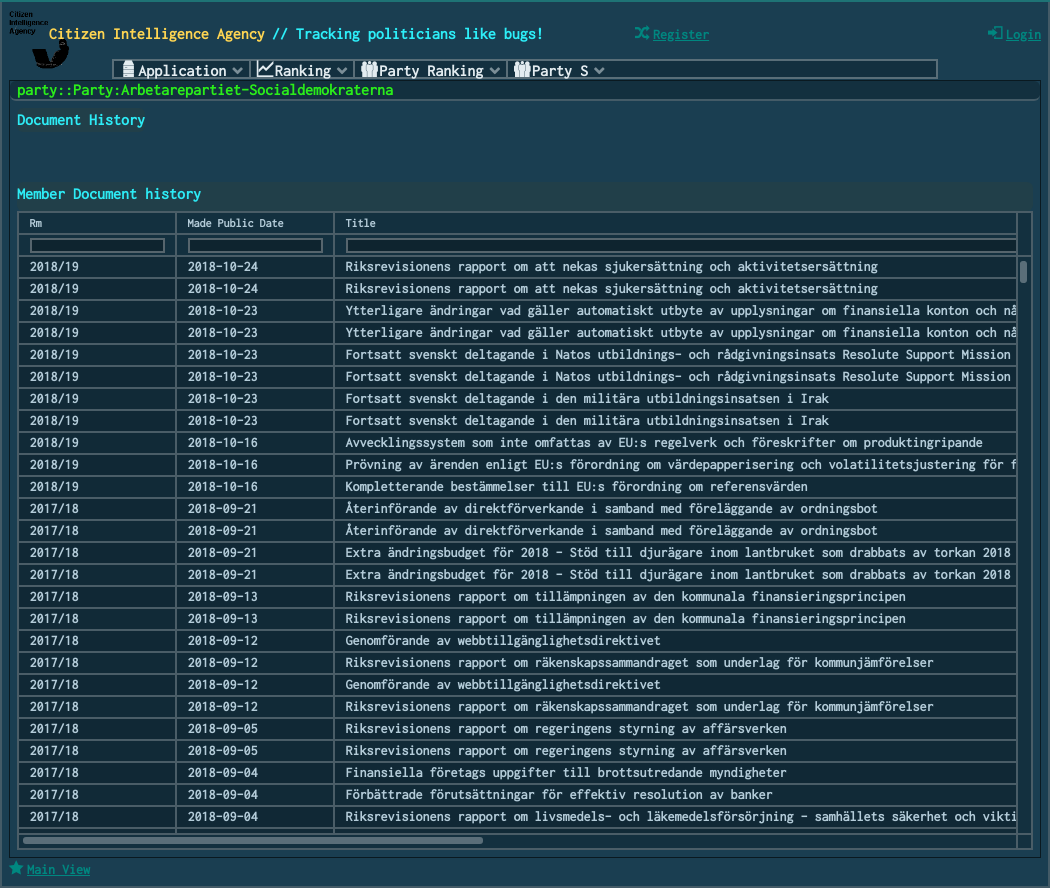 Citizen
Intelligence
Agency
Citizen Intelligence Agency // Tracking politicians like bugs!
Register
Login
Application
Ranking
Party Ranking
Party S
party::Party:Arbetarepartiet-Socialdemokraterna
Document History
Member Document history
Rm Made Public Date Title
2018/19 2018-10-24 Riksrevisionens rapport om att nekas sjukersättning och aktivitetsersättning
2018/19 2018-10-24 Riksrevisionens rapport om att nekas sjukersättning och aktivitetsersättning
2018/19 2018-10-23 Ytterligare ändringar vad gäller automatiskt utbyte av upplysningar om finansiella konton och nå
2018/19 2018-10-23 Ytterligare ändringar vad gäller automatiskt utbyte av upplysningar om finansiella konton och nå
2018/19 2018-10-23 Fortsatt svenskt deltagande i Natos utbildnings- och rådgivningsinsats Resolute Support Mission
2018/19 2018-10-23 Fortsatt svenskt deltagande i Natos utbildnings- och rådgivningsinsats Resolute Support Mission
2018/19 2018-10-23 Fortsatt svenskt deltagande i den militära utbildningsinsatsen i Irak
2018/19 2018-10-23 Fortsatt svenskt deltagande i den militära utbildningsinsatsen i Irak
2018/19 2018-10-16 Avvecklingssystem som inte omfattas av EU:s regelverk och föreskrifter om produktingripande
2018/19 2018-10-16 Prövning av ärenden enligt EU:s förordning om värdepapperisering och volatilitetsjustering för f
2018/19 2018-10-16 Kompletterande bestämmelser till EU:s förordning om referensvärden
2017/18 2018-09-21 Återinförande av direktförverkande i samband med föreläggande av ordningsbot
2017/18 2018-09-21 Återinförande av direktförverkande i samband med föreläggande av ordningsbot
2017/18 2018-09-21 Extra ändringsbudget för 2018 - Stöd till djurägare inom lantbruket som drabbats av torkan 2018
2017/18 2018-09-21 Extra ändringsbudget för 2018 - Stöd till djurägare inom lantbruket som drabbats av torkan 2018
2017/18 2018-09-13 Riksrevisionens rapport om tillämpningen av den kommunala finansieringsprincipen
2017/18 2018-09-13 Riksrevisionens rapport om tillämpningen av den kommunala finansieringsprincipen
2017/18 2018-09-12 Genomförande av webbtillgänglighetsdirektivet
2017/18 2018-09-12 Riksrevisionens rapport om räkenskapssammandraget som underlag för kommunjämförelser
2017/18 2018-09-12 Genomförande av webbtillgänglighetsdirektivet
2017/18 2018-09-12 Riksrevisionens rapport om räkenskapssammandraget som underlag för kommunjämförelser
2017/18 2018-09-05 Riksrevisionens rapport om regeringens styrning av affärsverken
2017/18 2018-09-05 Riksrevisionens rapport om regeringens styrning av affärsverken
2017/18 2018-09-04 Finansiella företags uppgifter till brottsutredande myndigheter
2017/18 2018-09-04 Förbättrade förutsättningar för effektiv resolution av banker
2017/18 2018-09-04 Riksrevisionens rapport om livsmedels- och läkemedelsförsörjning - samhällets säkerhet och vikti
Main View